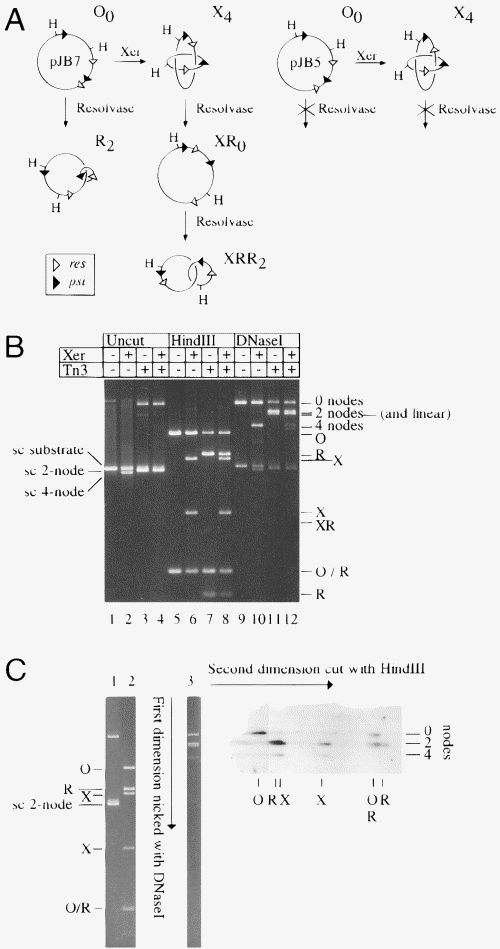 A
O0
X4
O0
X4
H
H
pJB7
Xer
H
H
H
H
pJB5
Xer
H
H
Resolvase
Resolvase
Resolvase
Resolvase
R2
XR0
H
H
H
H
Resolvase
res
psi
XRR2
H
H
B
Uncut HindIII DNaseI
Xer - + - + - + - + - + - +
Tn3 - - + + - - + + - - + +
0 nodes
2 nodes (and linear)
4 nodes
O
R
X
sc substrate
sc 2-node
sc 4-node
X
XR
O / R
R
1 2 3 4 5 6 7 8 9 10 11 12
C
1 2 3
Second dimension cut with HindIII
First dimension nicked with DNaseI
O
R
X
sc 2-node
X
O/R
0
2
4
nodes
O R X X O R
R